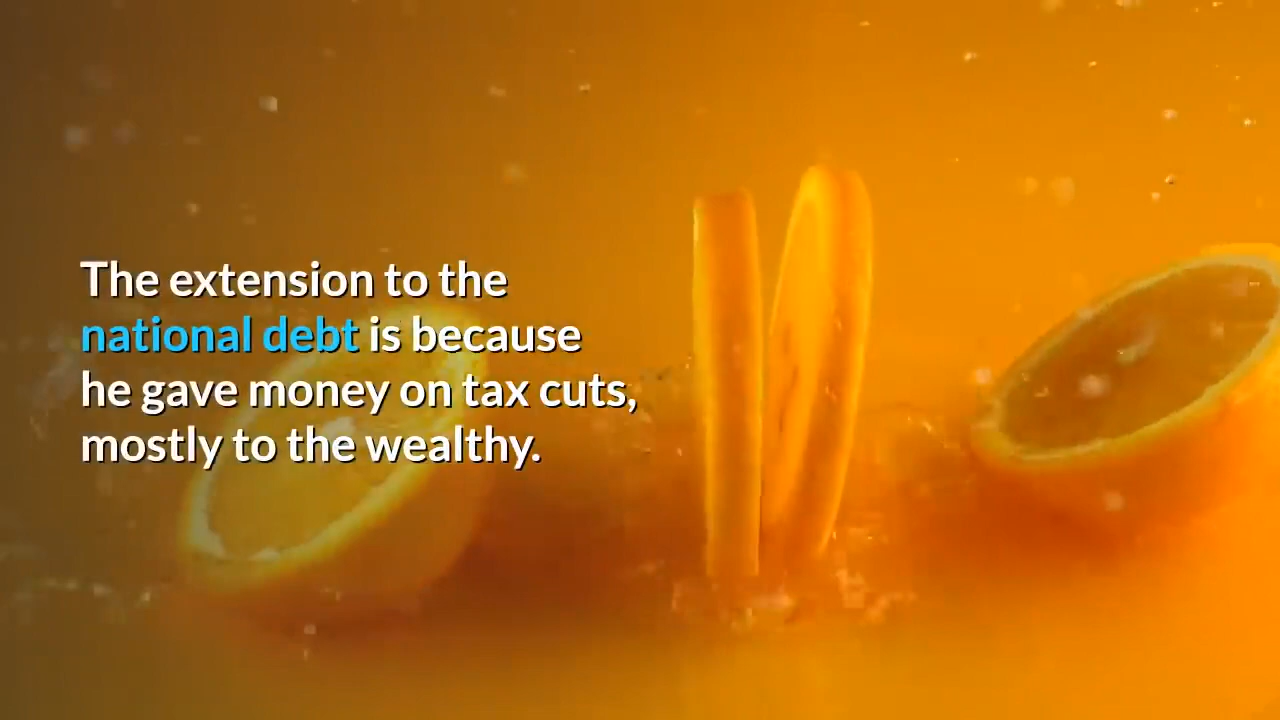 The extension to the
national debt is because
he gave money on tax cuts,
mostly to the wealthy.